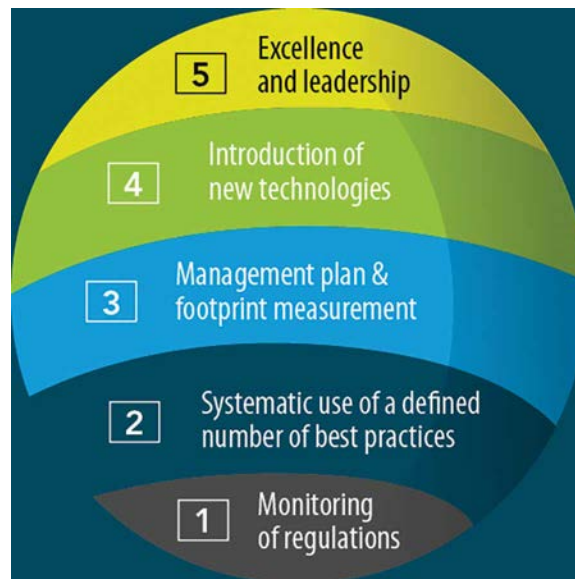 5
Excellence
and leadership
4
Introduction of
new technologies
3
Management plan &
footprint measurement
2
Systematic use of a defined
number of best practices
1
Monitoring
of regulations